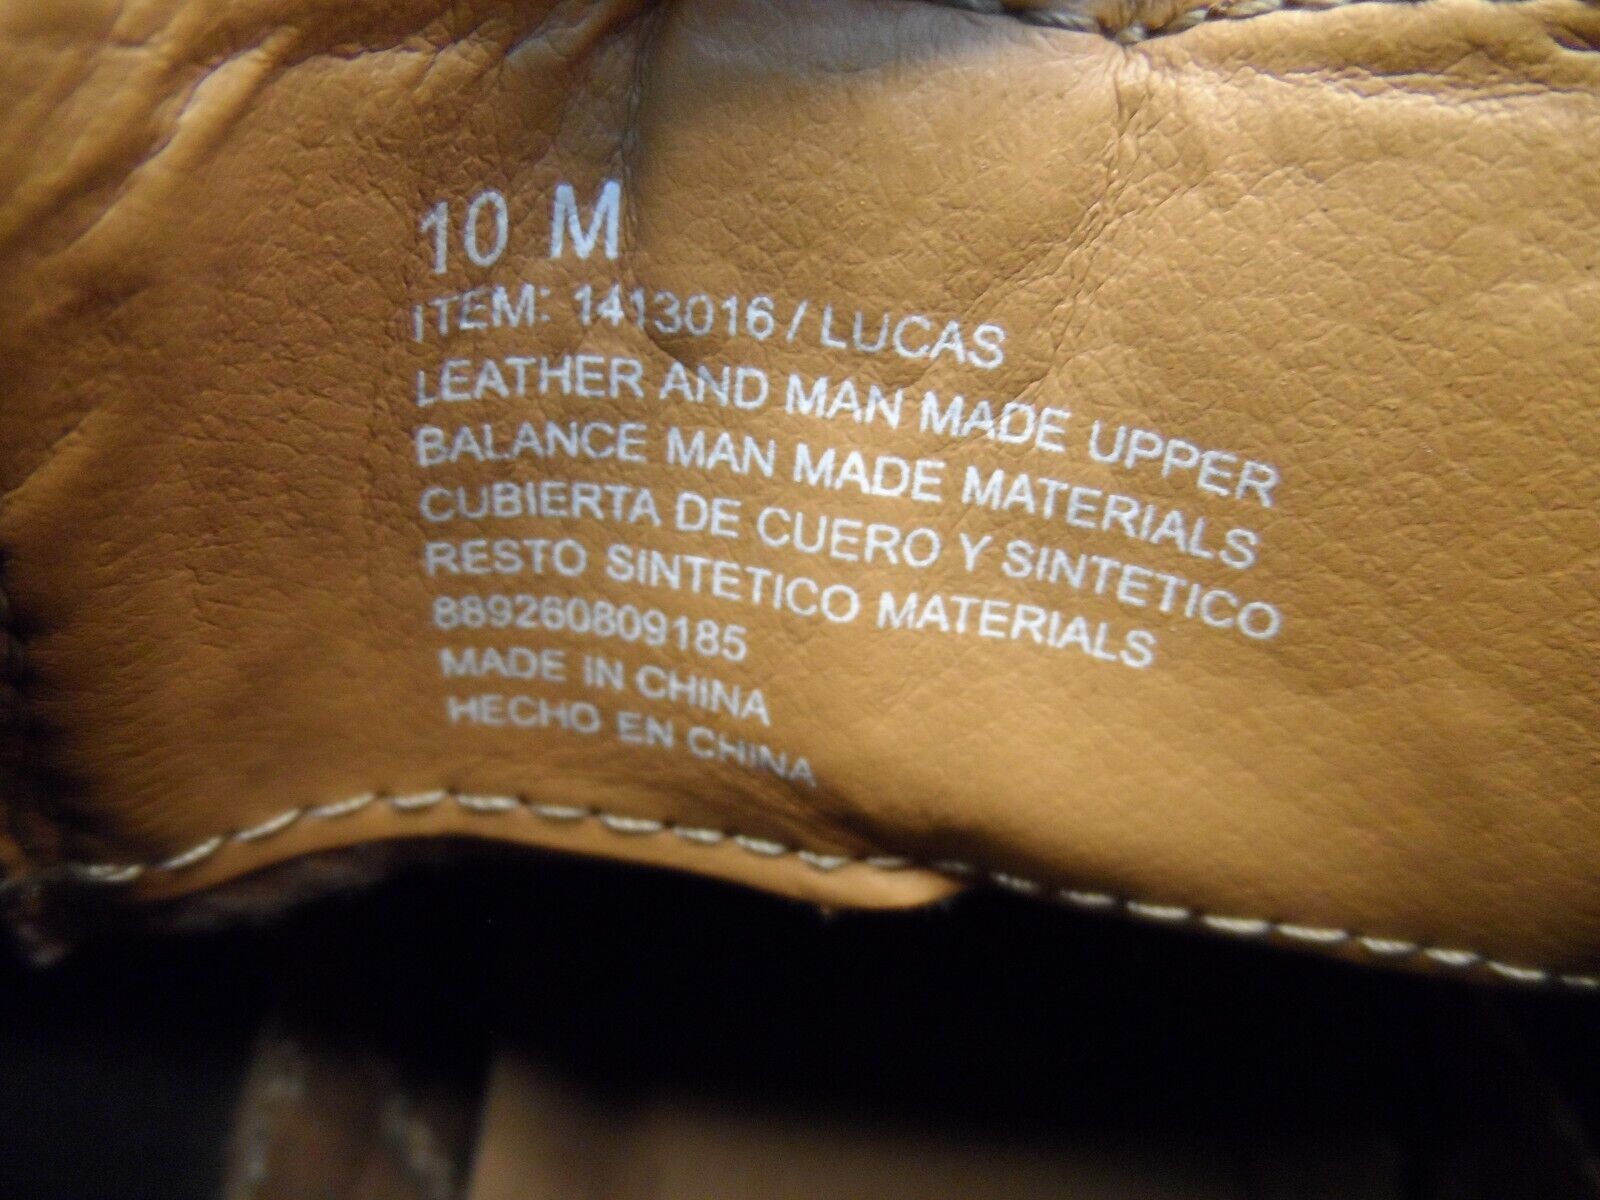 10 M
ITEM: 1413016 / LUCAS
LEATHER AND MAN MADE UPPER
BALANCE MAN MADE MATERIALS
CUBIERTA DE CUERO Y SINTETICO
RESTO SINTETICO MATERIALS
889260809185
MADE IN CHINA
HECHO EN CHINA